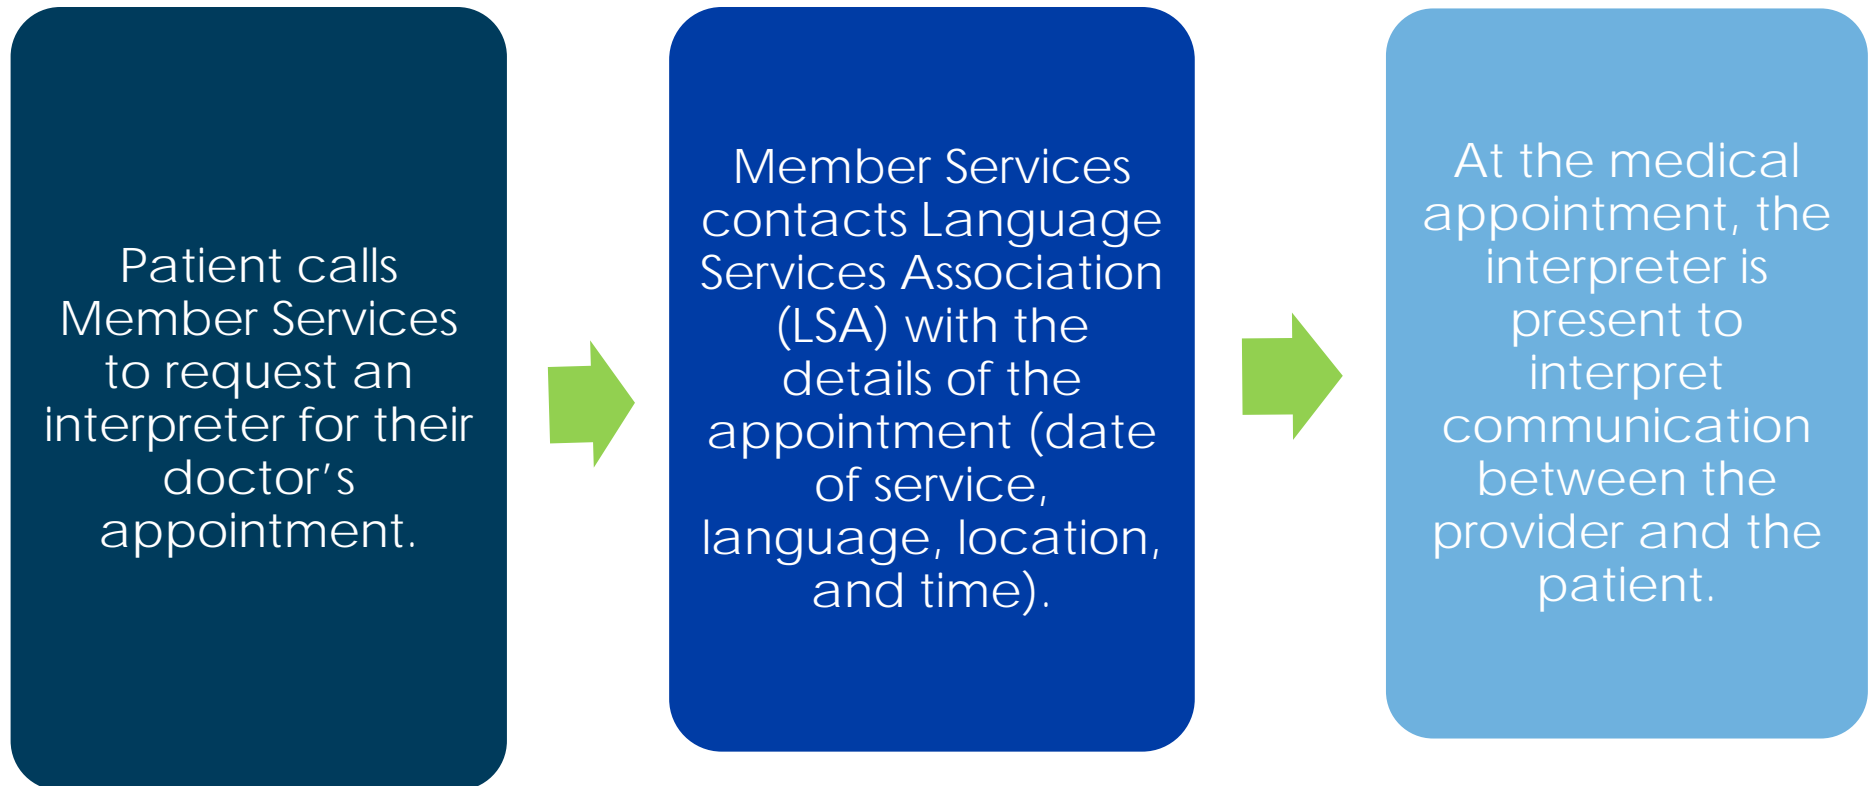 Patient calls
Member Services
to request an
interpreter for their
doctor’s
appointment.
Member Services
contacts Language
Services Association
(LSA) with the
details of the
appointment (date
of service,
language, location,
and time).
At the medical
appointment, the
interpreter is
present to
interpret
communication
between the
provider and the
patient.